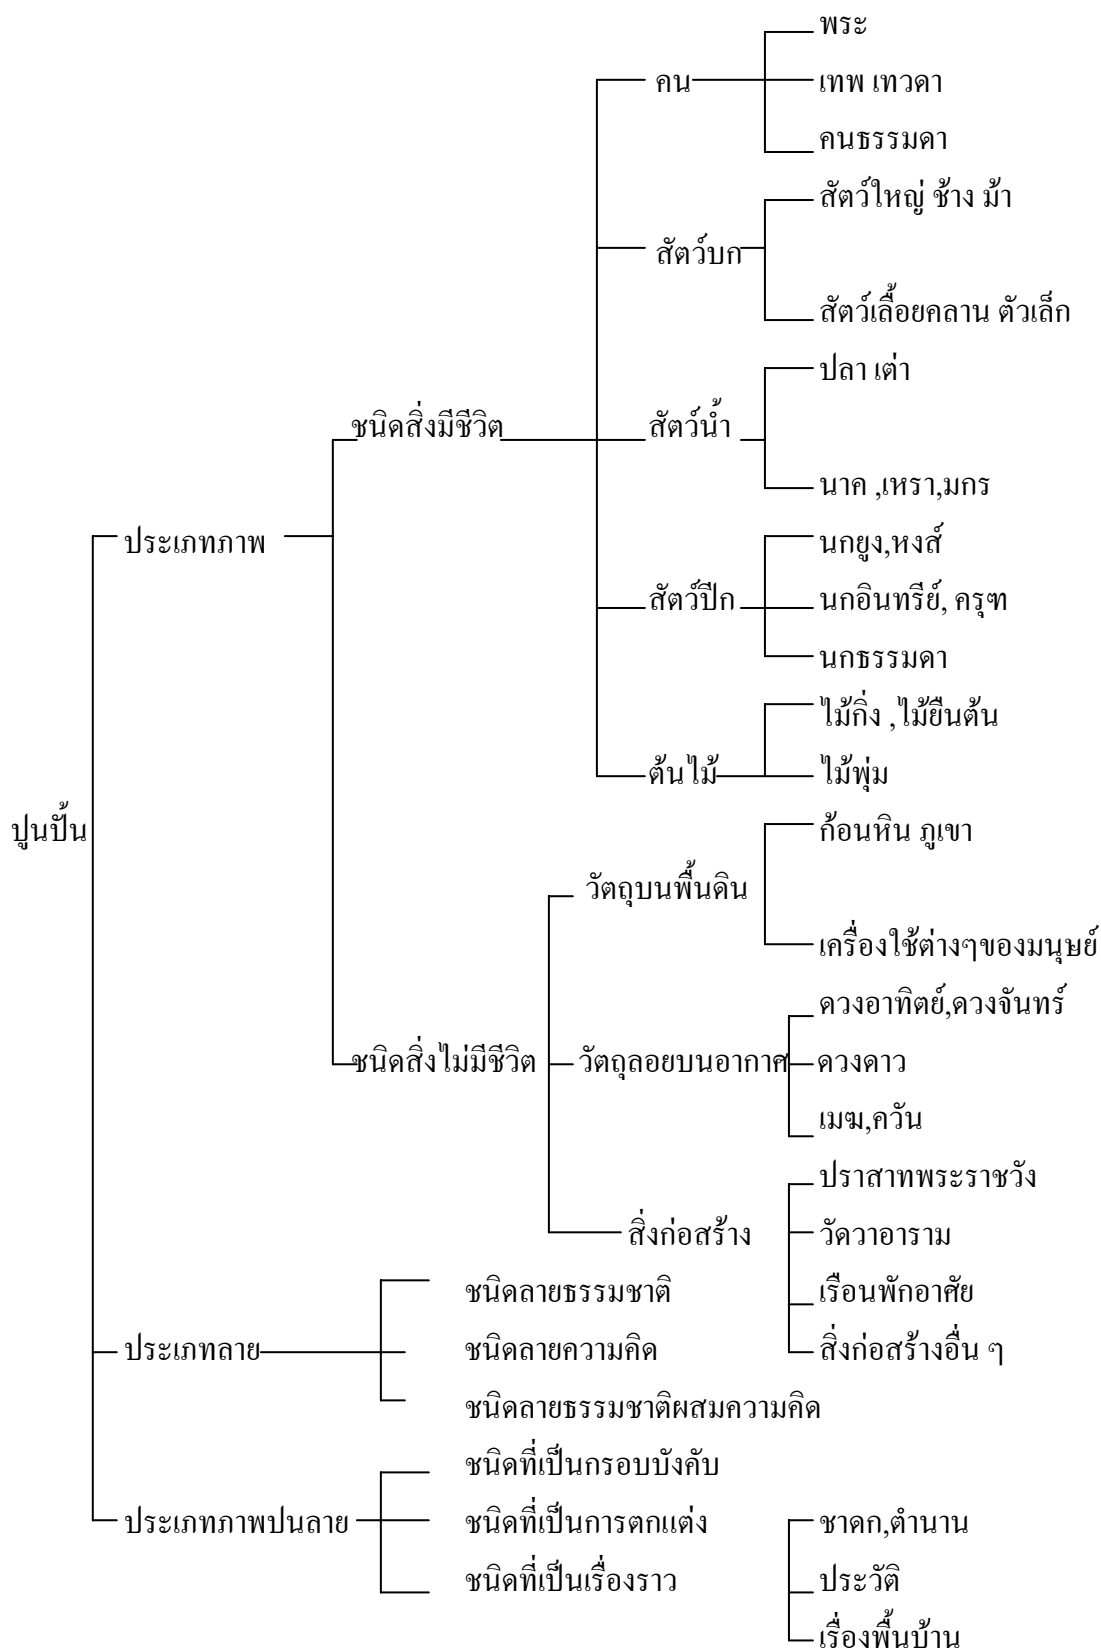 พระ
คน
เทพ เทวดา
คนธรรมดา
สัตว์ใหญ่ ช้าง ม้า
สัตว์บก
สัตว์เลื้อยคลาน ตัวเล็ก
ปลา เต่า
ชนิดสิ่งมีชีวิต
สัตว์น้ำ
นาค ,เหรา,มกร
ประเภทภาพ
นกยูง,หงส์
สัตว์ปีก
นกอินทรีย์, ครุฑ
นกธรรมดา
ไม้กิ่ง ,ไม้ยืนต้น
ต้นไม้
ไม้พุ่ม
ปูนปั้น
ก้อนหิน ภูเขา
วัตถุบนพื้นดิน
เครื่องใช้ต่างๆของมนุษย์
ดวงอาทิตย์,ดวงจันทร์
ชนิดสิ่งไม่มีชีวิต
วัตถุลอยบนอากาศ
ดวงดาว
เมฆ,ควัน
ปราสาทพระราชวัง
สิ่งก่อสร้าง
วัดวาอาราม
ชนิดลายธรรมชาติ
เรือนพักอาศัย
ประเภทลาย
ชนิดลายความคิด
สิ่งก่อสร้างอื่น ๆ
ชนิดลายธรรมชาติผสมความคิด
ชนิดที่เป็นกรอบบังคับ
ประเภทภาพปนลาย
ชนิดที่เป็นการตกแต่ง
ชาดก,ตำนาน
ชนิดที่เป็นเรื่องราว
ประวัติ
เรื่องพื้นบ้าน